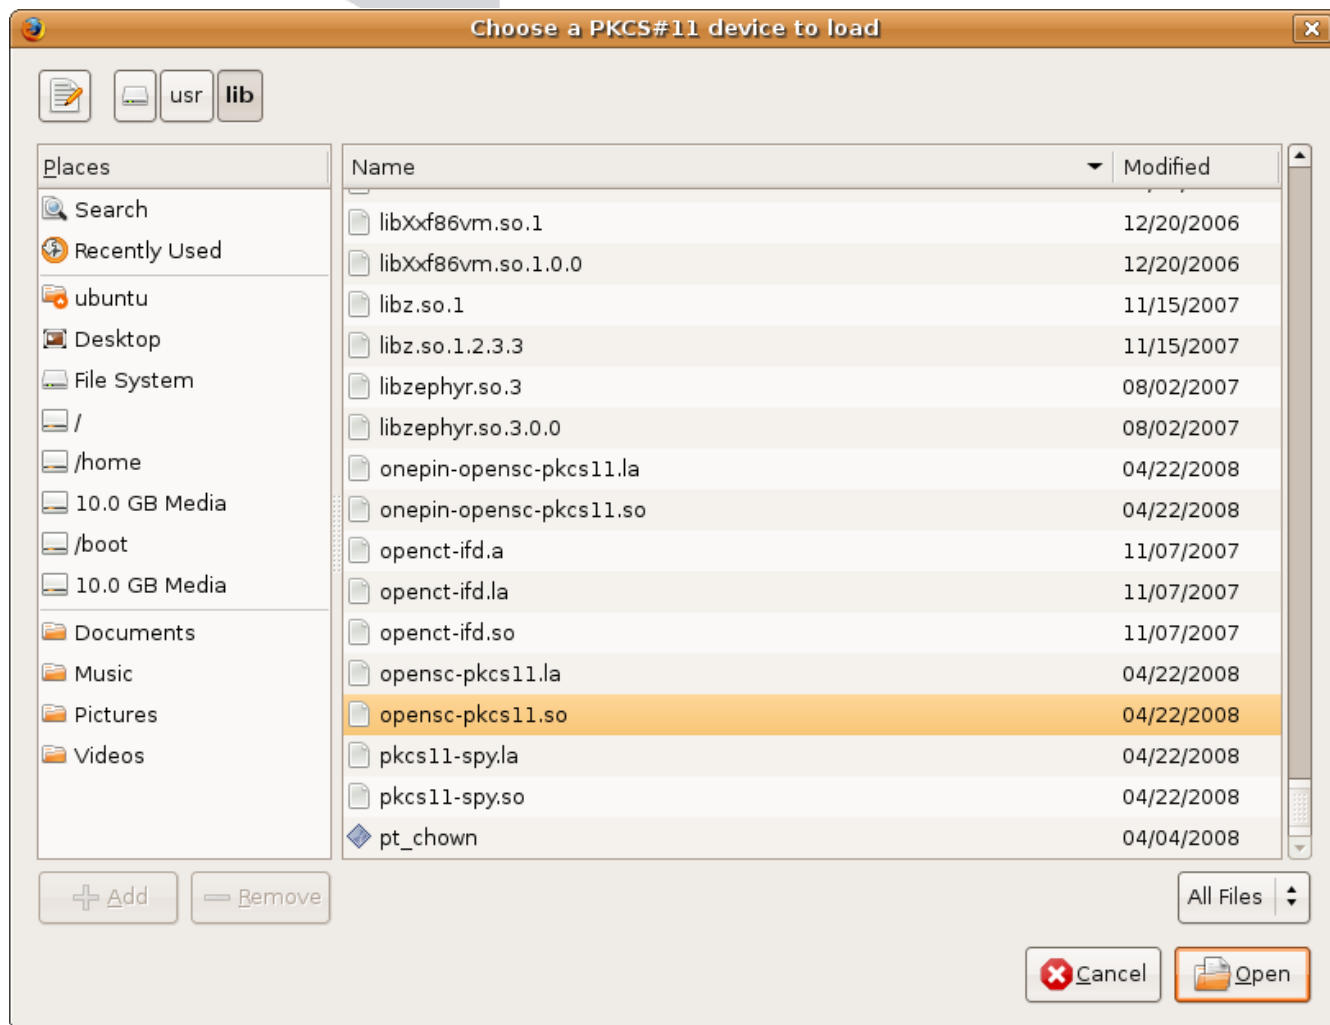 Choose a PKCS#11 device to load
usr lib
Places
Search
Recently Used
ubuntu
Desktop
File System
/
/home
10.0 GB Media
/boot
10.0 GB Media
Documents
Music
Pictures
Videos
Name Modified
libXxf86vm.so.1 12/20/2006
libXxf86vm.so.1.0.0 12/20/2006
libz.so.1 11/15/2007
libz.so.1.2.3.3 11/15/2007
libzephyr.so.3 08/02/2007
libzephyr.so.3.0.0 08/02/2007
onepin-opensc-pkcs11.la 04/22/2008
onepin-opensc-pkcs11.so 04/22/2008
openct-ifd.a 11/07/2007
openct-ifd.la 11/07/2007
openct-ifd.so 11/07/2007
opensc-pkcs11.la 04/22/2008
opensc-pkcs11.so 04/22/2008
pkcs11-spy.la 04/22/2008
pkcs11-spy.so 04/22/2008
pt_chown 04/04/2008
Add Remove
All Files
Cancel Open